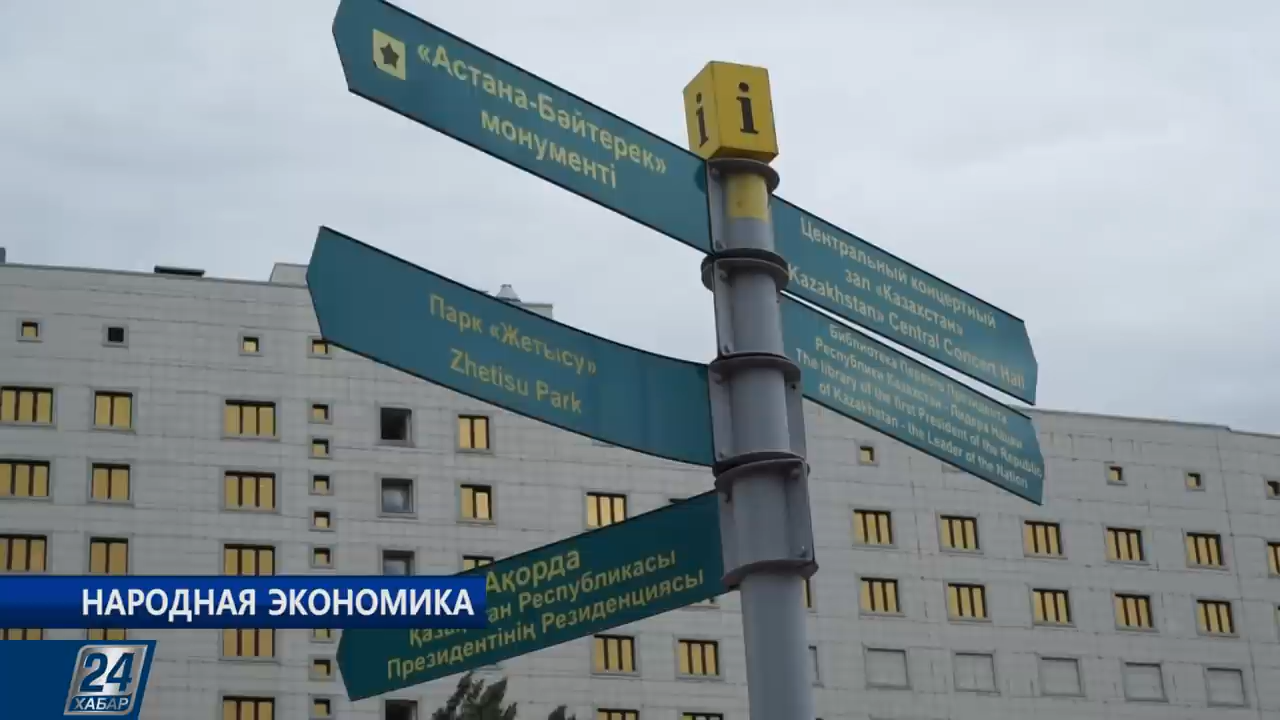 «Астана-Бәйтерек»
монументі
i i
Центральный концертный
зал «Казахстан»
Kazakhstan» Central Concert Hall
Парк «Жетысу»
Zhetisu Park
Библиотека Первого Президента
Республики Казахстан - Лидера Нации
The library of the first President of the Republic
of Kazakhstan - the Leader of the Nation
Ақорда
Республикасы
Президентінің Резиденциясы
НАРОДНАЯ ЭКОНОМИКА
24
ХАБАР